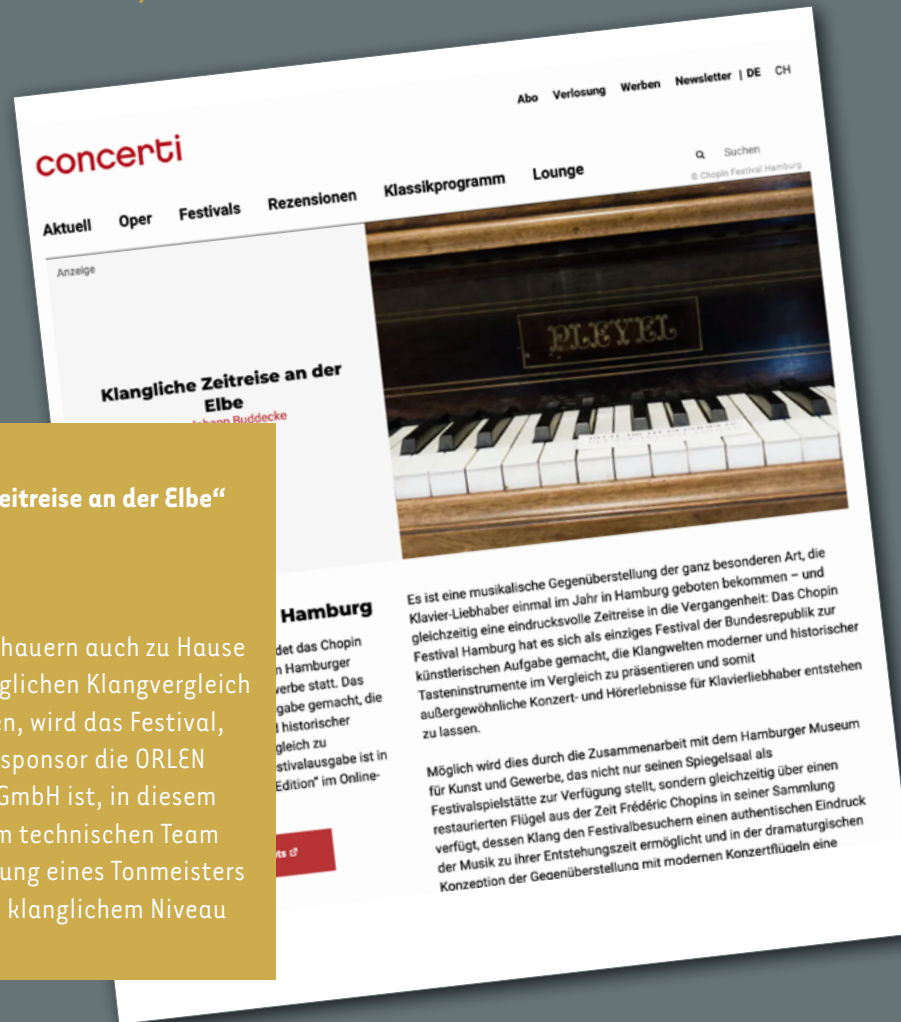 Abo Verlosung Werben Newsletter | DE CH
concerti
Suchen
Aktuell Oper Festivals Rezensionen Klassikprogramm Lounge
© Chopin Festival Hamburg
Anzeige
PLEYEL
Klangliche Zeitreise an der
Elbe
Johann Buddecke
eitreise an der Elbe“
hauern auch zu Hause
glichen Klangvergleich
en, wird das Festival,
sponsor die ORLEN
GmbH ist, in diesem
m technischen Team
ung eines Tonmeisters
klanglichem Niveau
Hamburg
det das Chopin
n Hamburger
erbe statt. Das
gabe gemacht, die
historischer
gleich zu
stivalausgabe ist in
Edition" im Online-
ts
Es ist eine musikalische Gegenüberstellung der ganz besonderen Art, die
Klavier-Liebhaber einmal im Jahr in Hamburg geboten bekommen – und
gleichzeitig eine eindrucksvolle Zeitreise in die Vergangenheit: Das Chopin
Festival Hamburg hat es sich als einziges Festival der Bundesrepublik zur
künstlerischen Aufgabe gemacht, die Klangwelten moderner und historischer
Tasteninstrumente im Vergleich zu präsentieren und somit
außergewöhnliche Konzert- und Hörerlebnisse für Klavierliebhaber entstehen
zu lassen.
Möglich wird dies durch die Zusammenarbeit mit dem Hamburger Museum
für Kunst und Gewerbe, das nicht nur seinen Spiegelsaal als
Festivalspielstätte zur Verfügung stellt, sondern gleichzeitig über einen
restaurierten Flügel aus der Zeit Frédéric Chopins in seiner Sammlung
verfügt, dessen Klang den Festivalbesuchern einen authentischen Eindruck
der Musik zu ihrer Entstehungszeit ermöglicht und in der dramaturgischen
Konzeption der Gegenüberstellung mit modernen Konzertflügeln eine